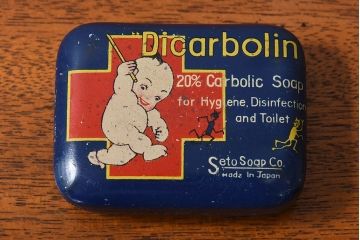 "Dicarbolin
20% Carbolic Soap
for Hygiene, Disinfection
and Toilet
Seto Soap Co.
Made In Japan